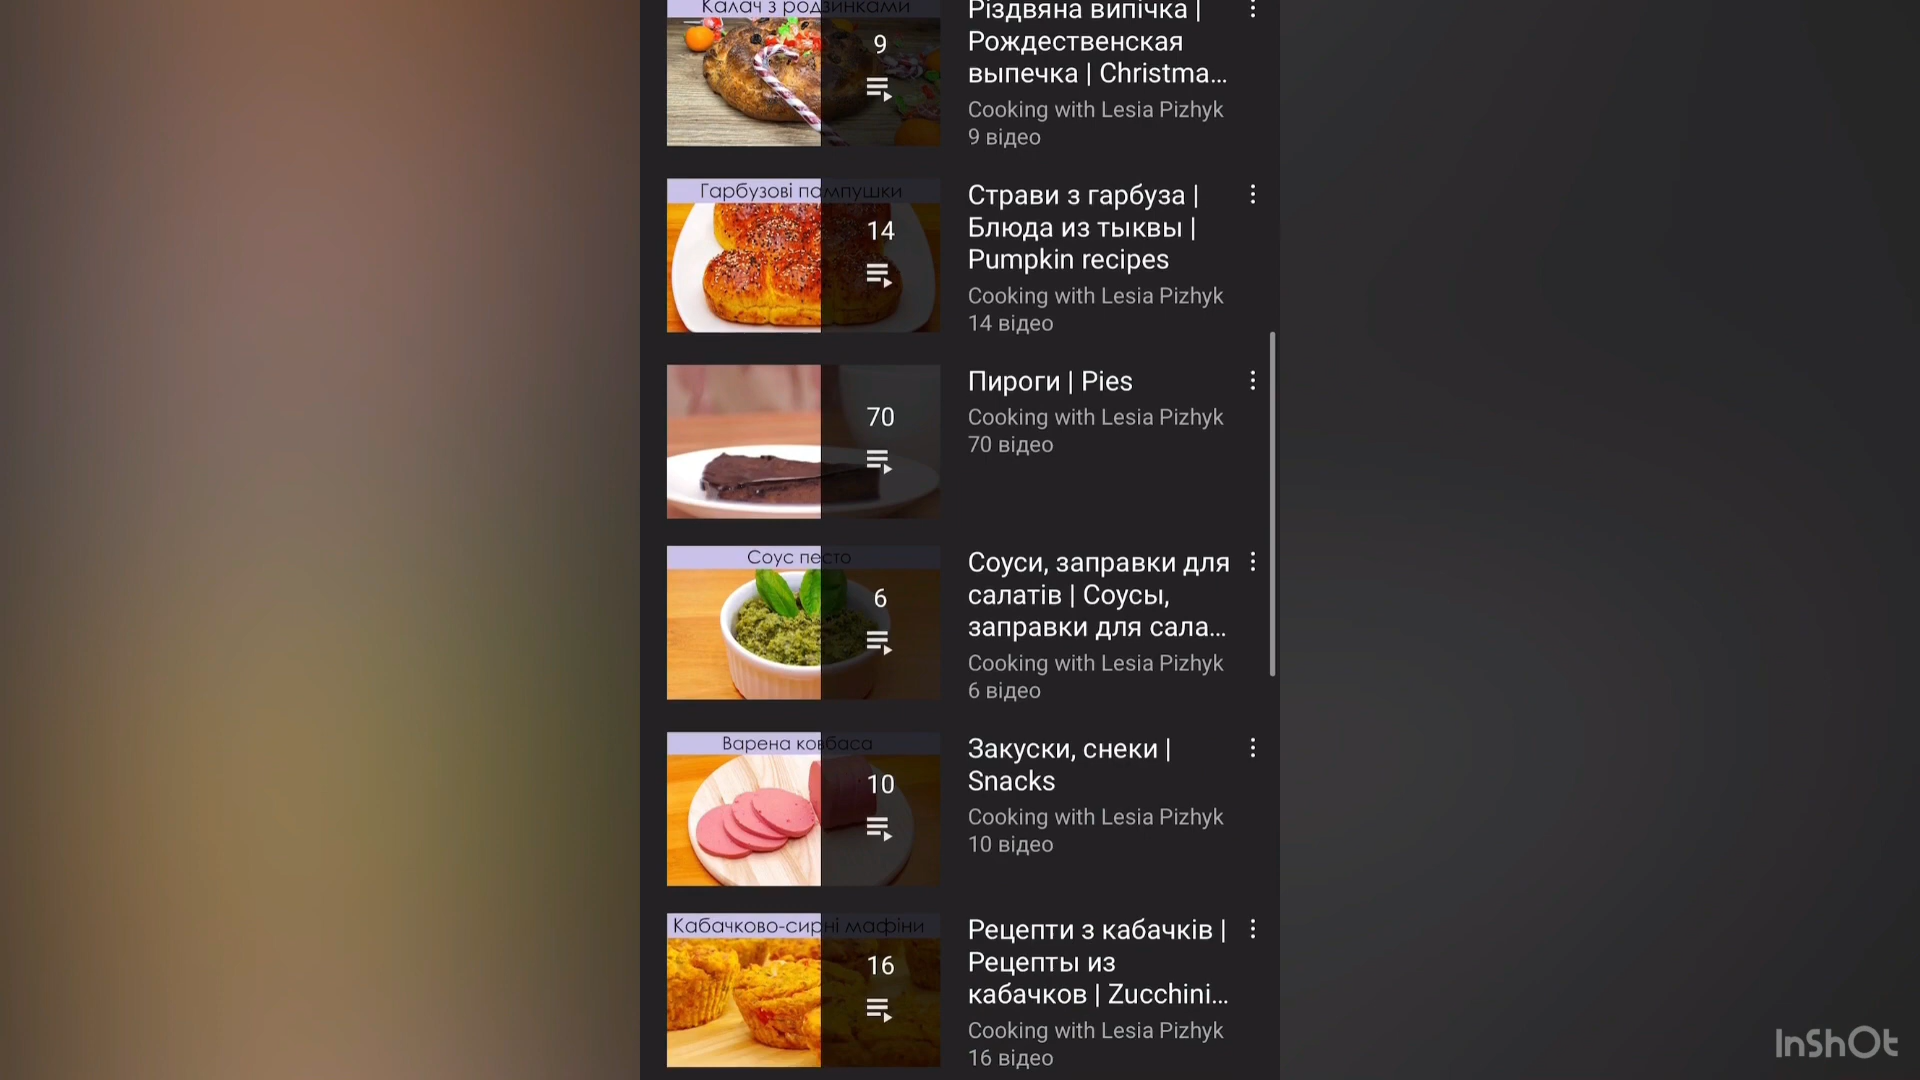 Калач з родзинками
9
Різдвяна випічка |
Рождественская
выпечка | Christma...
Cooking with Lesia Pizhyk
9 відео
Гарбузові пампушки
14
Страви з гарбуза |
Блюда из тыквы |
Pumpkin recipes
Cooking with Lesia Pizhyk
14 відео
70
Пироги | Pies
Cooking with Lesia Pizhyk
70 відео
Соус песто
6
Соуси, заправки для
салатів | Соусы,
заправки для сала...
Cooking with Lesia Pizhyk
6 відео
Варена ковбаса
10
Закуски, снеки |
Snacks
Cooking with Lesia Pizhyk
10 відео
Кабачково-сирні мафіни
16
Рецепти з кабачків |
Рецепты из
кабачков | Zucchini...
Cooking with Lesia Pizhyk
16 відео
InShOt